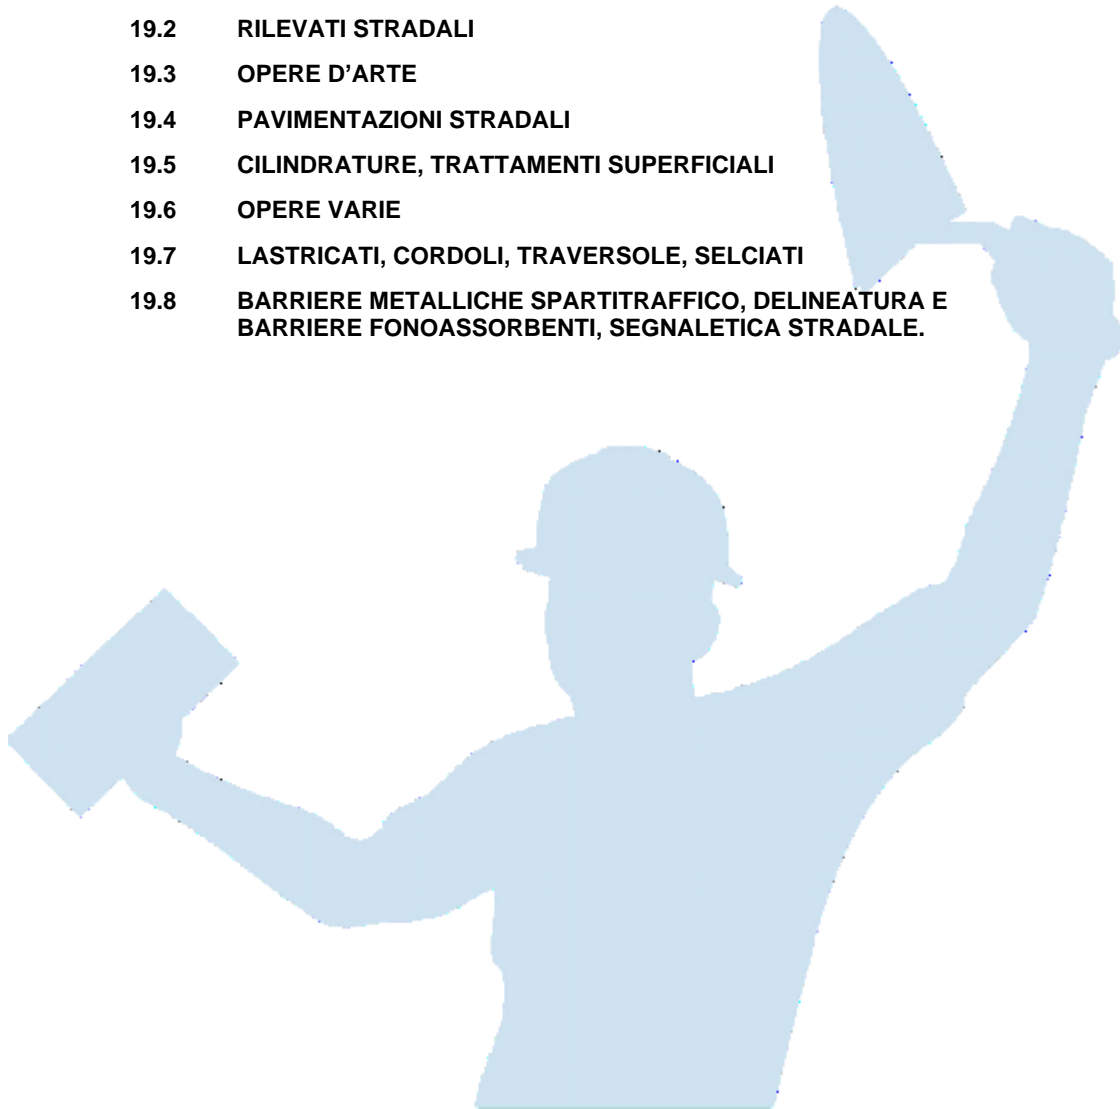 19.2 RILEVATI STRADALI
19.3 OPERE D’ARTE
19.4 PAVIMENTAZIONI STRADALI
19.5 CILINDRATURE, TRATTAMENTI SUPERFICIALI
19.6 OPERE VARIE
19.7 LASTRICATI, CORDOLI, TRAVERSOLE, SELCIATI
19.8 BARRIERE METALLICHE SPARTITRAFFICO, DELINEATURA E
BARRIERE FONOASSORBENTI, SEGNALETICA STRADALE.